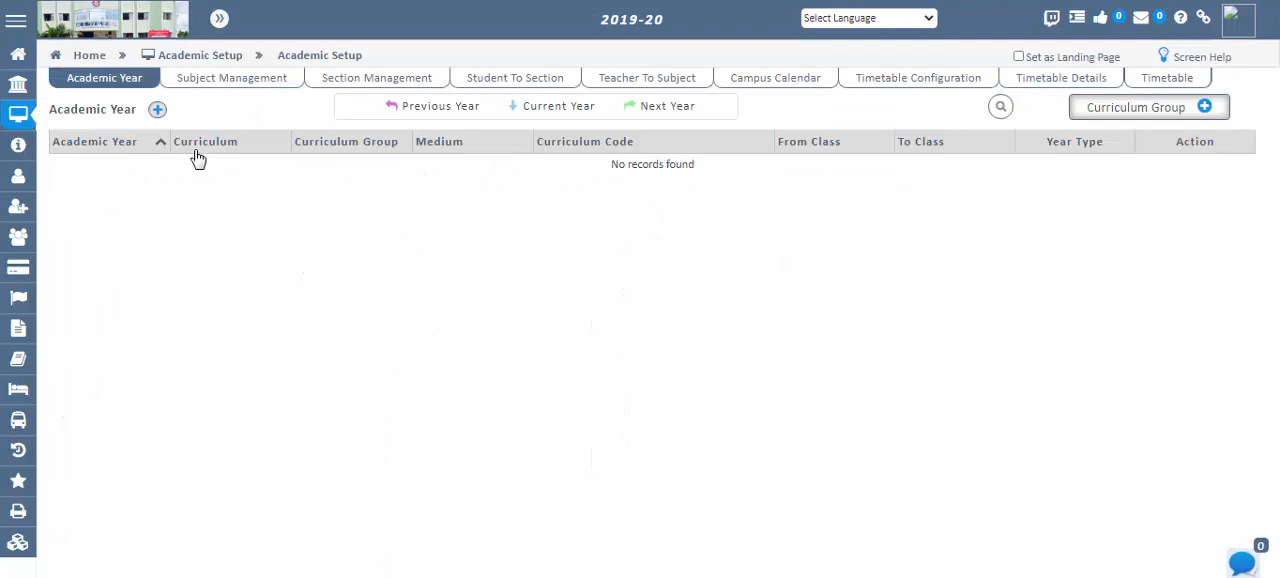 2019-20
Select Language
0
0
Home » Academic Setup » Academic Setup
Set as Landing Page
Screen Help
Academic Year
Subject Management
Section Management
Student To Section
Teacher To Subject
Campus Calendar
Timetable Configuration
Timetable Details
Timetable
Academic Year
Previous Year
Current Year
Next Year
Curriculum Group
Academic Year
Curriculum
Curriculum Group
Medium
Curriculum Code
From Class
To Class
Year Type
Action
No records found
0